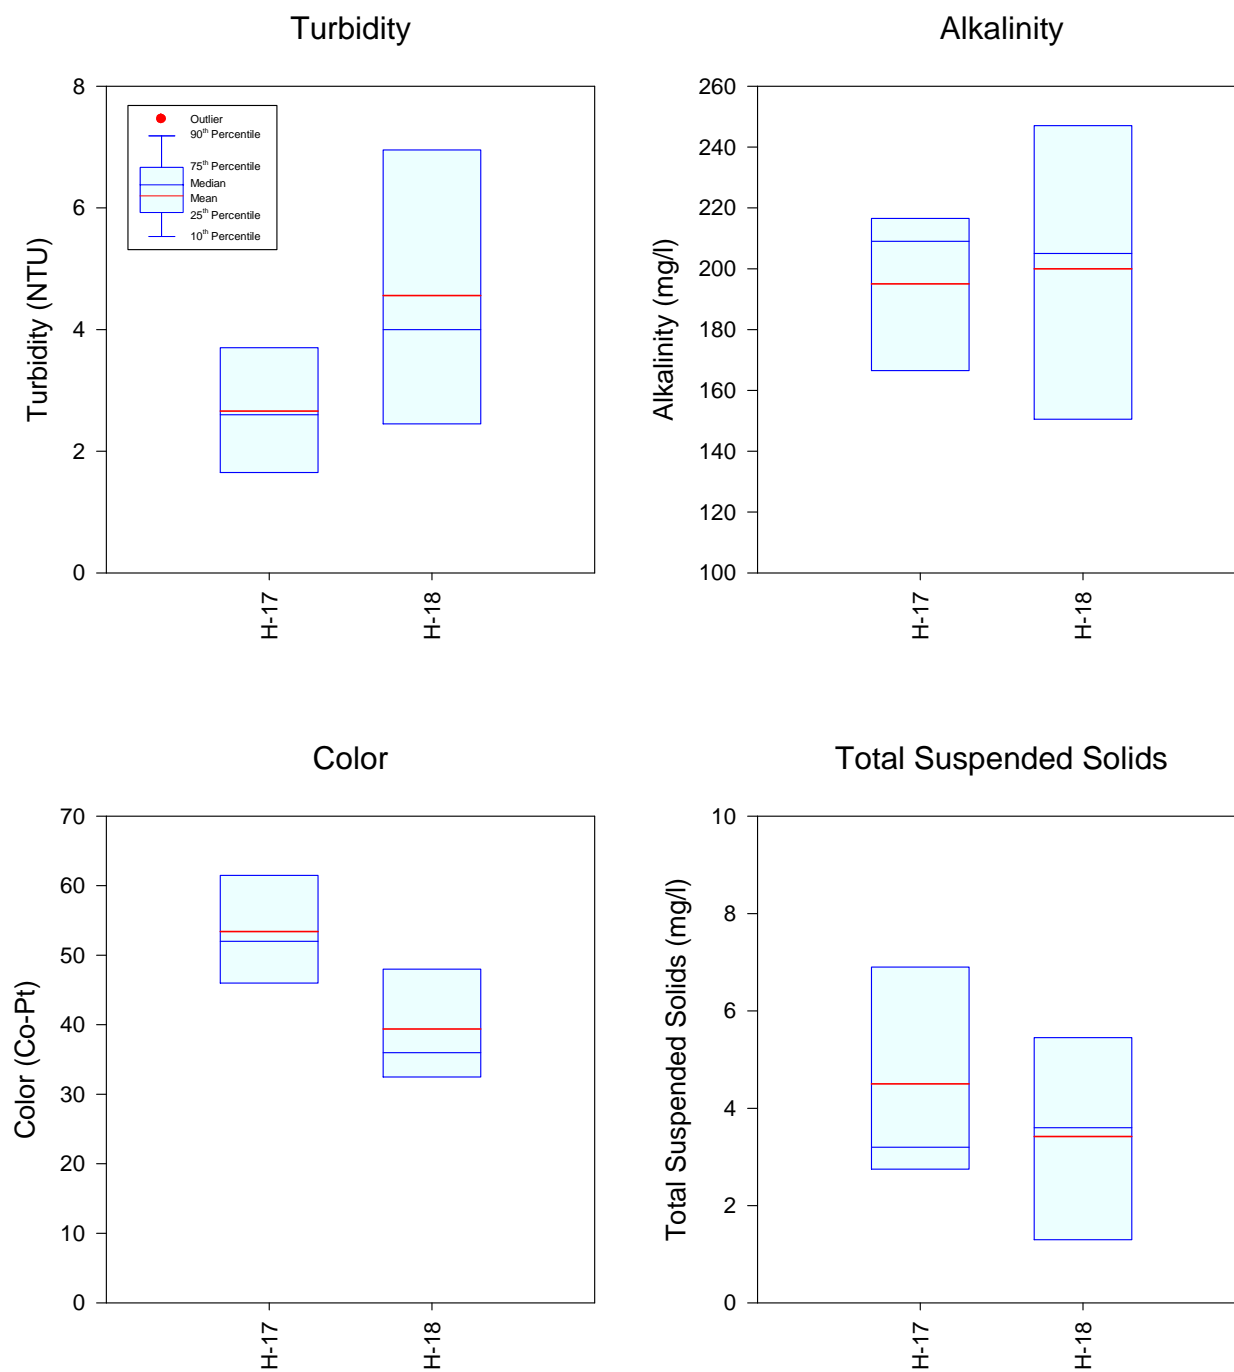 Turbidity
Turbidity (NTU)
8
6
4
2
0
Outlier
90th Percentile
75th Percentile
Median
Mean
25th Percentile
10th Percentile
H-17
H-18
Alkalinity
Alkalinity (mg/l)
260
240
220
200
180
160
140
120
100
H-17
H-18
Color
Color (Co-Pt)
70
60
50
40
30
20
10
0
H-17
H-18
Total Suspended Solids
Total Suspended Solids (mg/l)
10
8
6
4
2
0
H-17
H-18